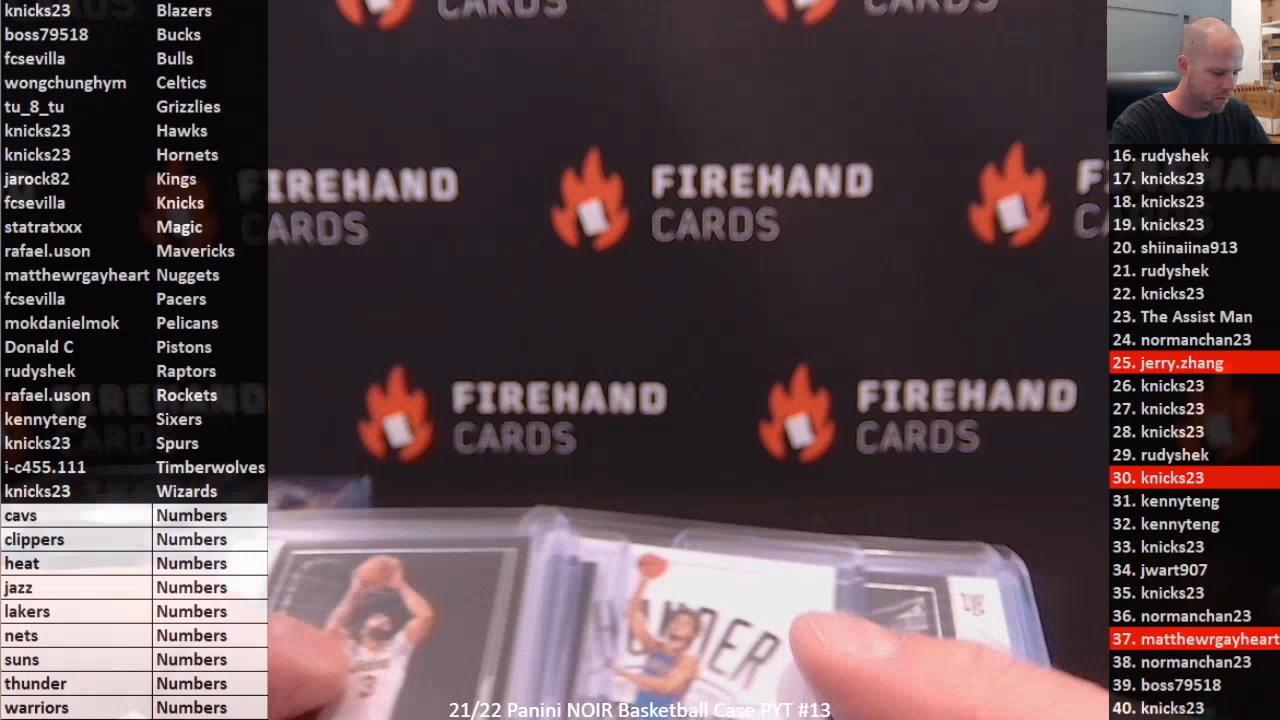 knicks23 Blazers
boss79518 Bucks
fcsevilla Bulls
wongchunghym Celtics
tu_8_tu Grizzlies
knicks23 Hawks
knicks23 Hornets
jarock82 Kings
fcsevilla Knicks
statratxxx Magic
rafael.uson Mavericks
matthewrgayheart Nuggets
fcsevilla Pacers
mokdanielmok Pelicans
Donald C Pistons
rudyshek Raptors
rafael.uson Rockets
kennyteng Sixers
knicks23 Spurs
i-c455.111 Timberwolves
knicks23 Wizards
cavs Numbers
clippers Numbers
heat Numbers
jazz Numbers
lakers Numbers
nets Numbers
suns Numbers
thunder Numbers
warriors Numbers
CARDS
CARDS
FIREHAND
CARDS
FIREHAND
CARDS
FIREHAND
CARDS
FIREHAND
CARDS
21/22 Panini NOIR Basketball Case PYT #13
16. rudyshek
17. knicks23
18. knicks23
19. knicks23
20. shiinaiina913
21. rudyshek
22. knicks23
23. The Assist Man
24. normanchan23
25. jerry.zhang
26. knicks23
27. knicks23
28. knicks23
29. rudyshek
30. knicks23
31. kennyteng
32. kennyteng
33. knicks23
34. jwart907
35. knicks23
36. normanchan23
37. matthewrgayheart
38. normanchan23
39. boss79518
40. knicks23